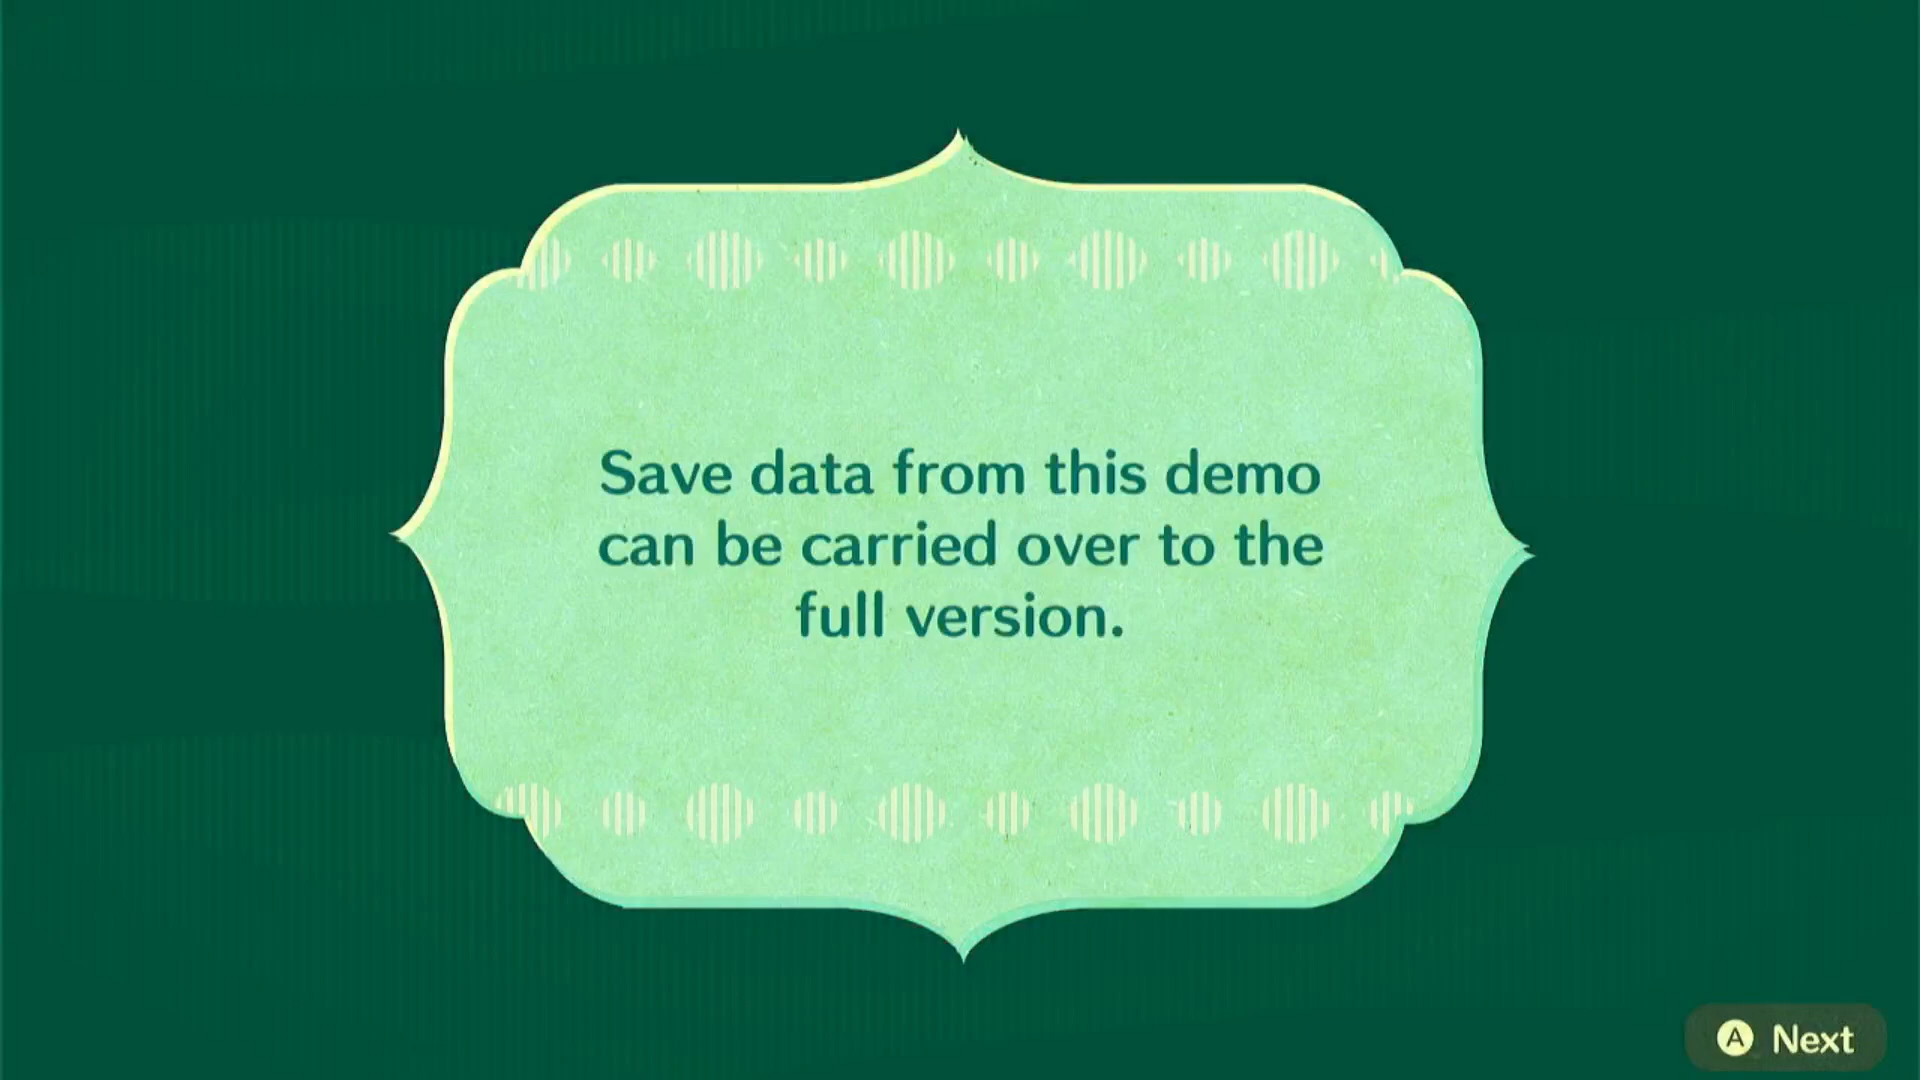 Save data from this demo
can be carried over to the
full version.
A Next